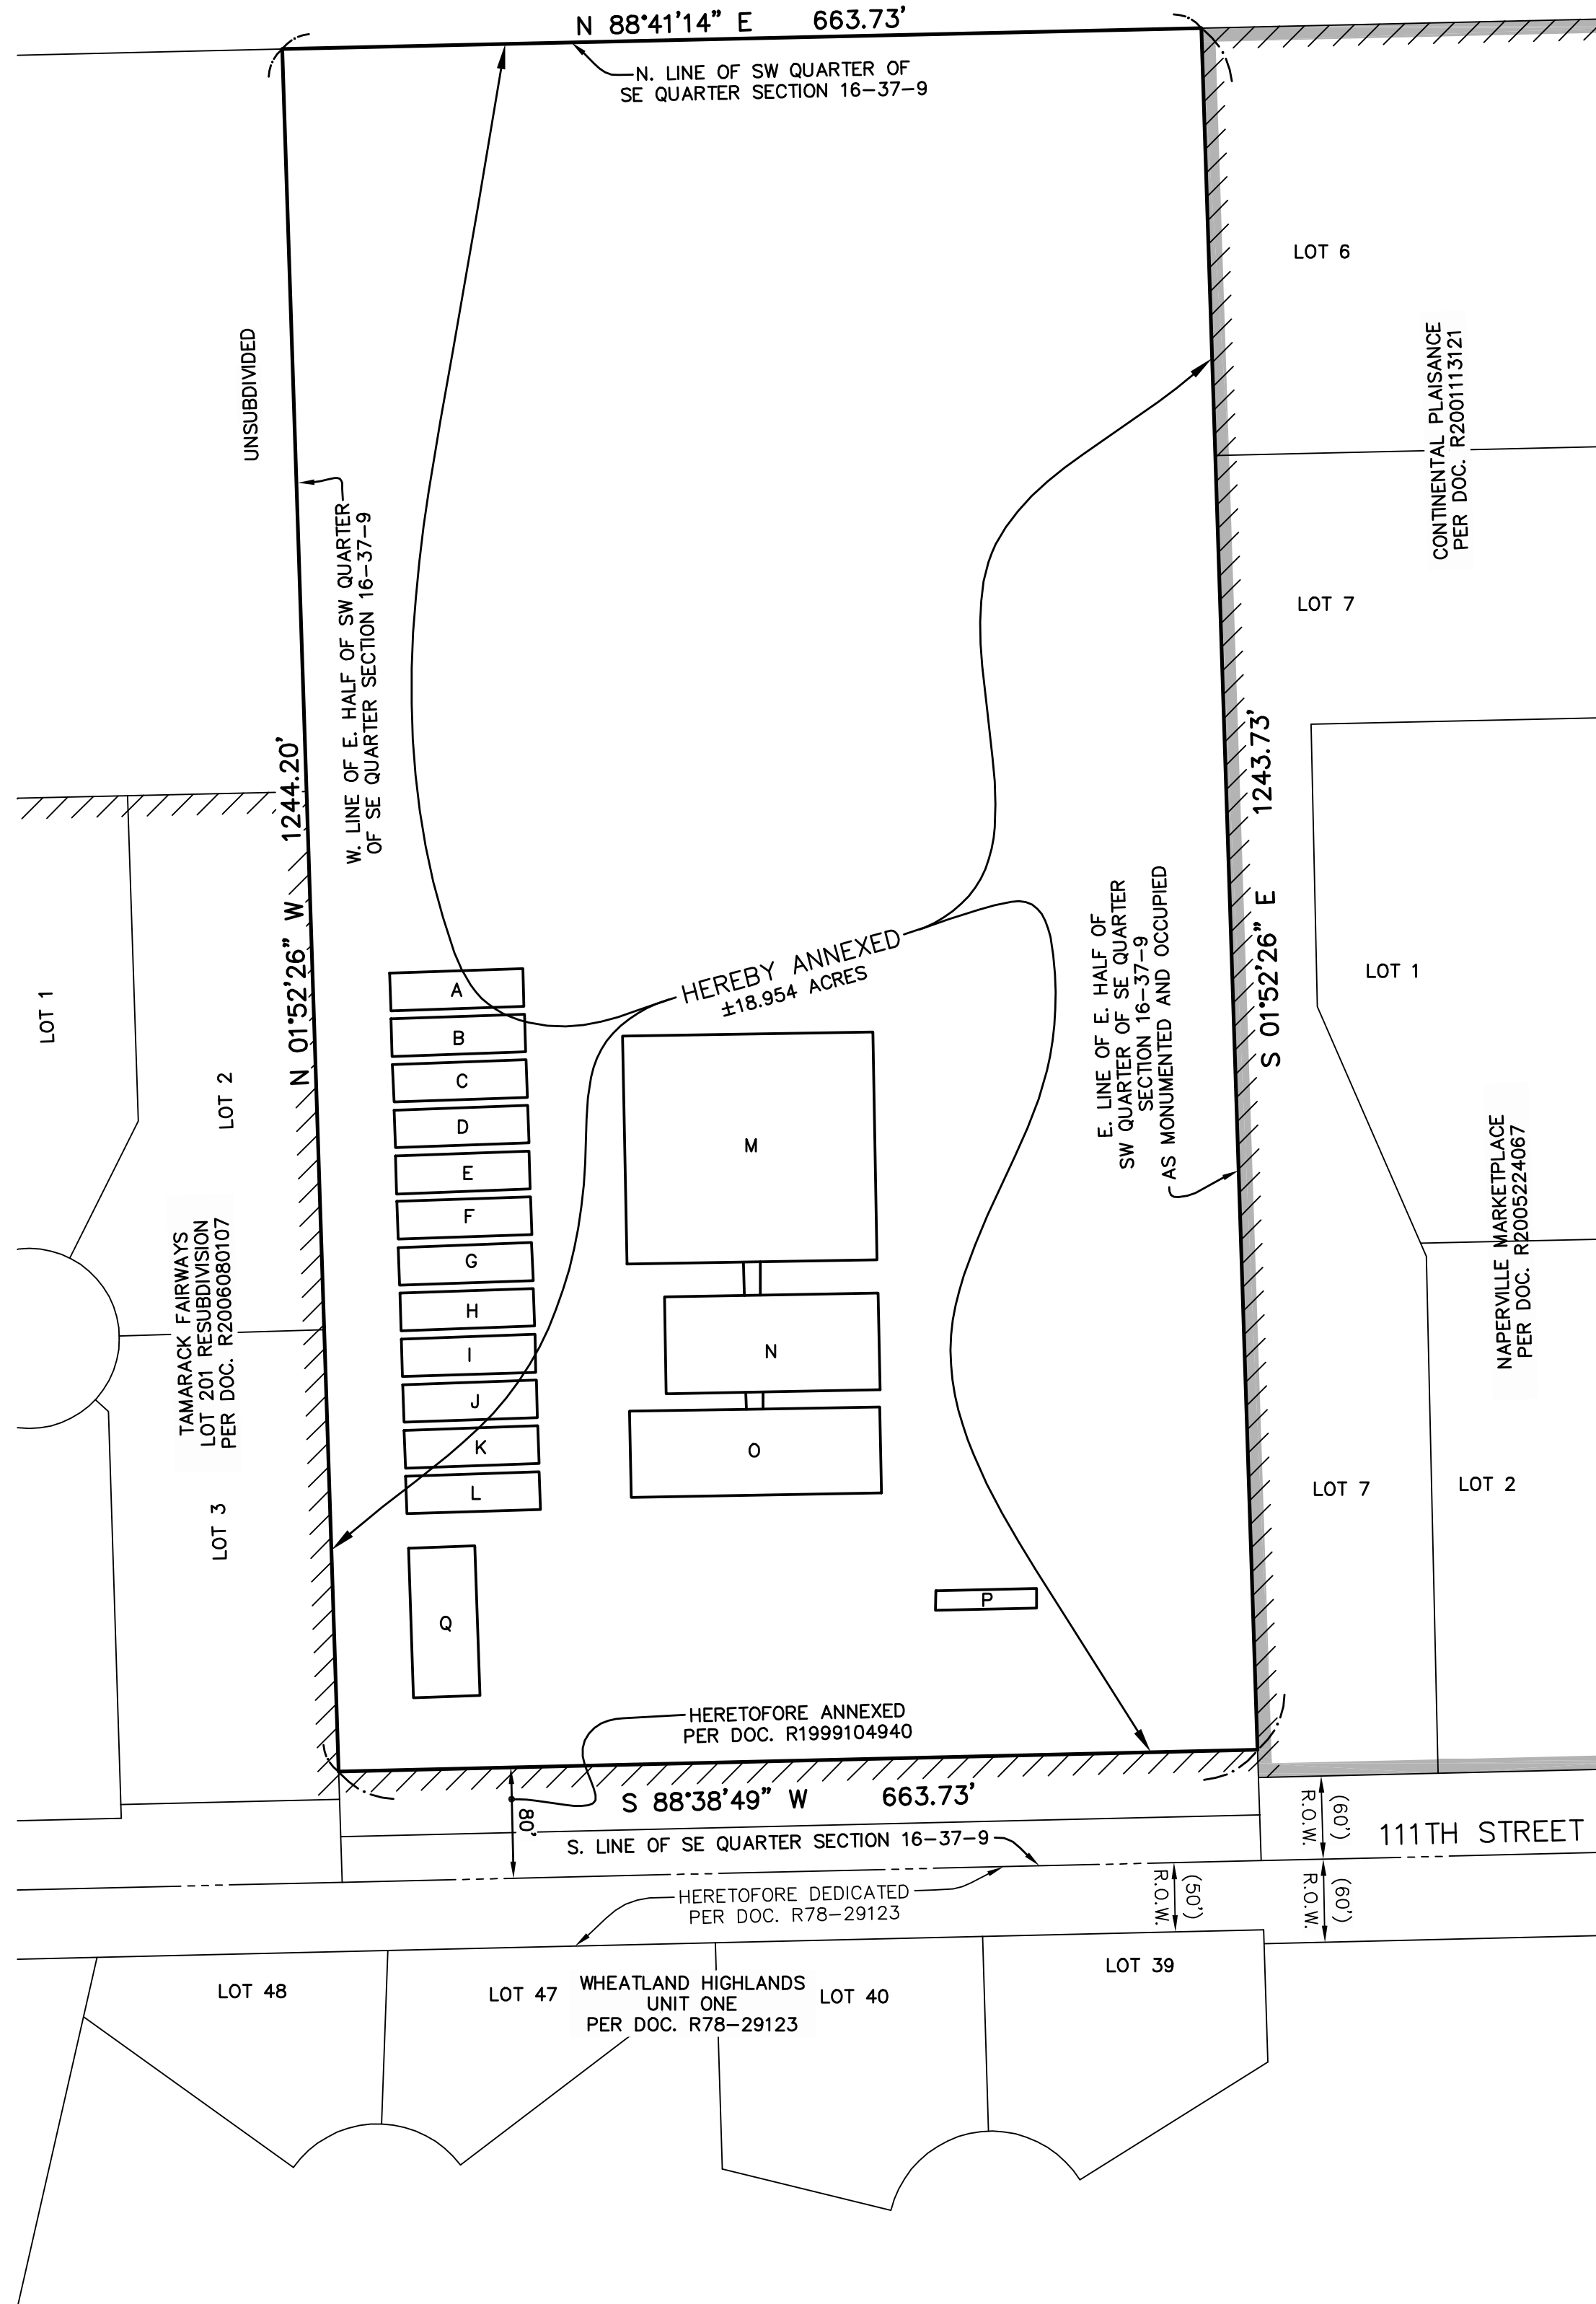 N 88°41'14" E 663.73'
N. LINE OF SW QUARTER OF
SE QUARTER SECTION 16-37-9
LOT 6
UNSUBDIVIDED
CONTINENTAL PLAISANCE
PER DOC. R2001113121
W. LINE OF E. HALF OF SW QUARTER
OF SE QUARTER SECTION 16-37-9
LOT 7
N 01°52'26" W 1244.20'
S 01°52'26" E 1243.73'
E. LINE OF E. HALF OF
SW QUARTER OF SE QUARTER
SECTION 16-37-9
AS MONUMENTED AND OCCUPIED
HEREBY ANNEXED
±18.954 ACRES
LOT 1
LOT 1
LOT 2
A
B
C
D
E
F
G
H
I
J
K
L
M
N
O
P
Q
TAMARACK FAIRWAYS
LOT 201 RESUBDIVISION
PER DOC. R2006080107
NAPERVILLE MARKETPLACE
PER DOC. R2005224067
LOT 3
LOT 7
LOT 2
HERETOFORE ANNEXED
PER DOC. R1999104940
S 88°38'49" W 663.73'
80'
S. LINE OF SE QUARTER SECTION 16-37-9
(60')
R.O.W.
111TH STREET
HERETOFORE DEDICATED
PER DOC. R78-29123
(50')
R.O.W.
(60')
R.O.W.
LOT 48
LOT 47
WHEATLAND HIGHLANDS
UNIT ONE
PER DOC. R78-29123
LOT 40
LOT 39